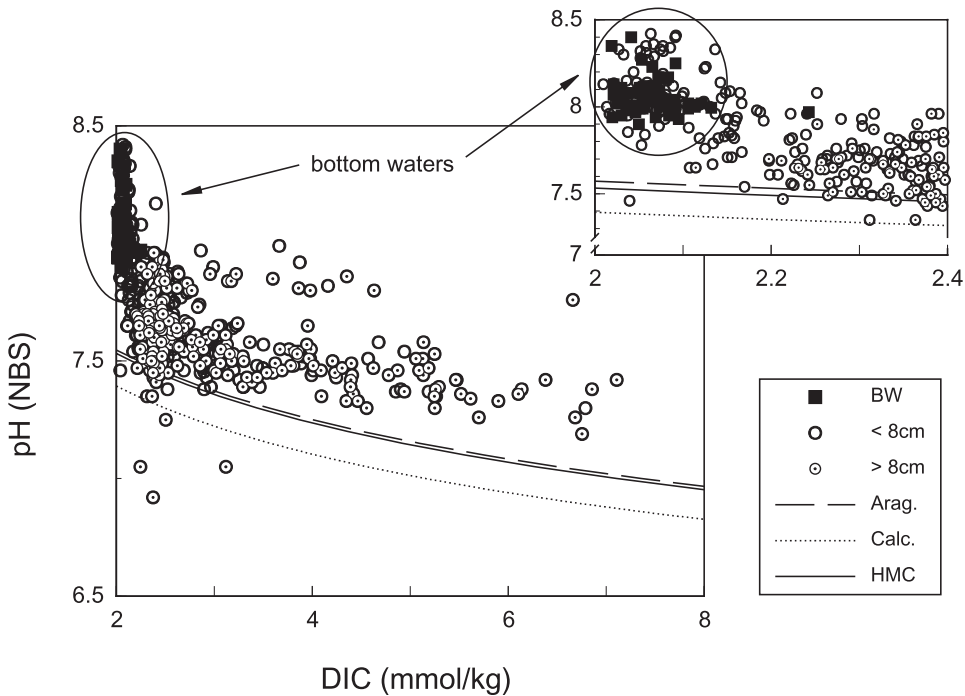 8.5
8
7.5
7
2
2.2
2.4
8.5
bottom waters
7.5
6.5
2
4
6
8
pH (NBS)
DIC (mmol/kg)
BW
< 8cm
> 8cm
Arag.
Calc.
HMC